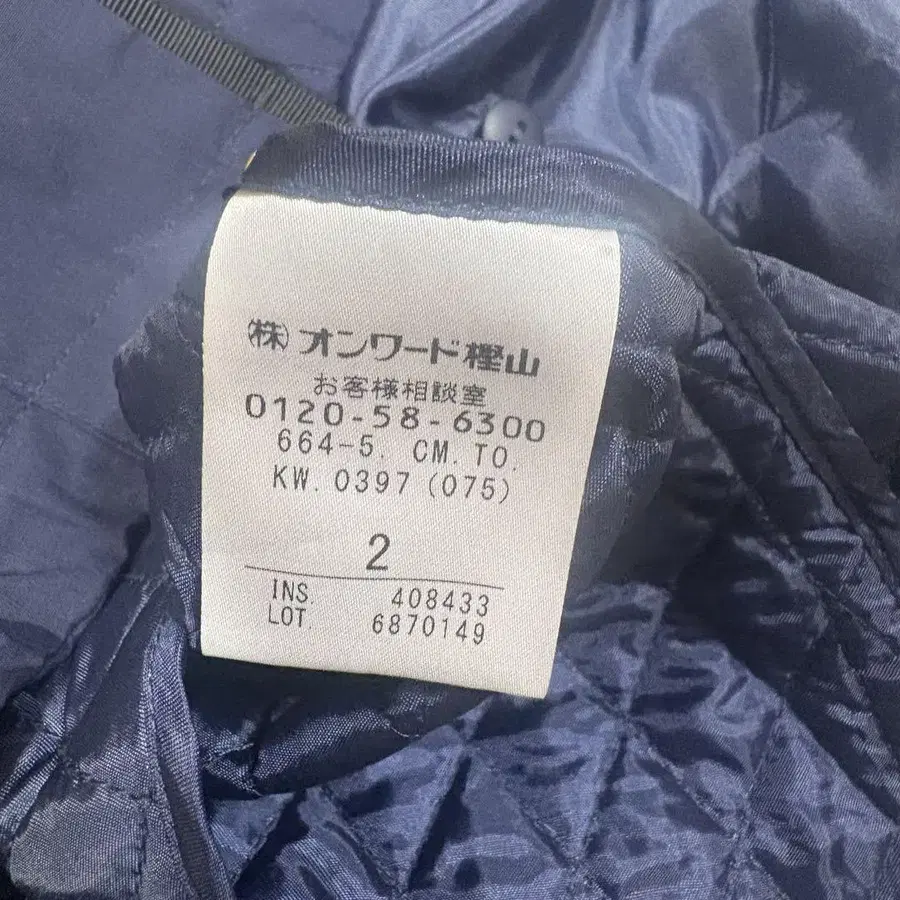 ㈱オンワード樫山
お客様相談室
0120-58-6300
664-5. CM. TO.
KW. 0397 (075)
2
INS. 408433
LOT. 6870149